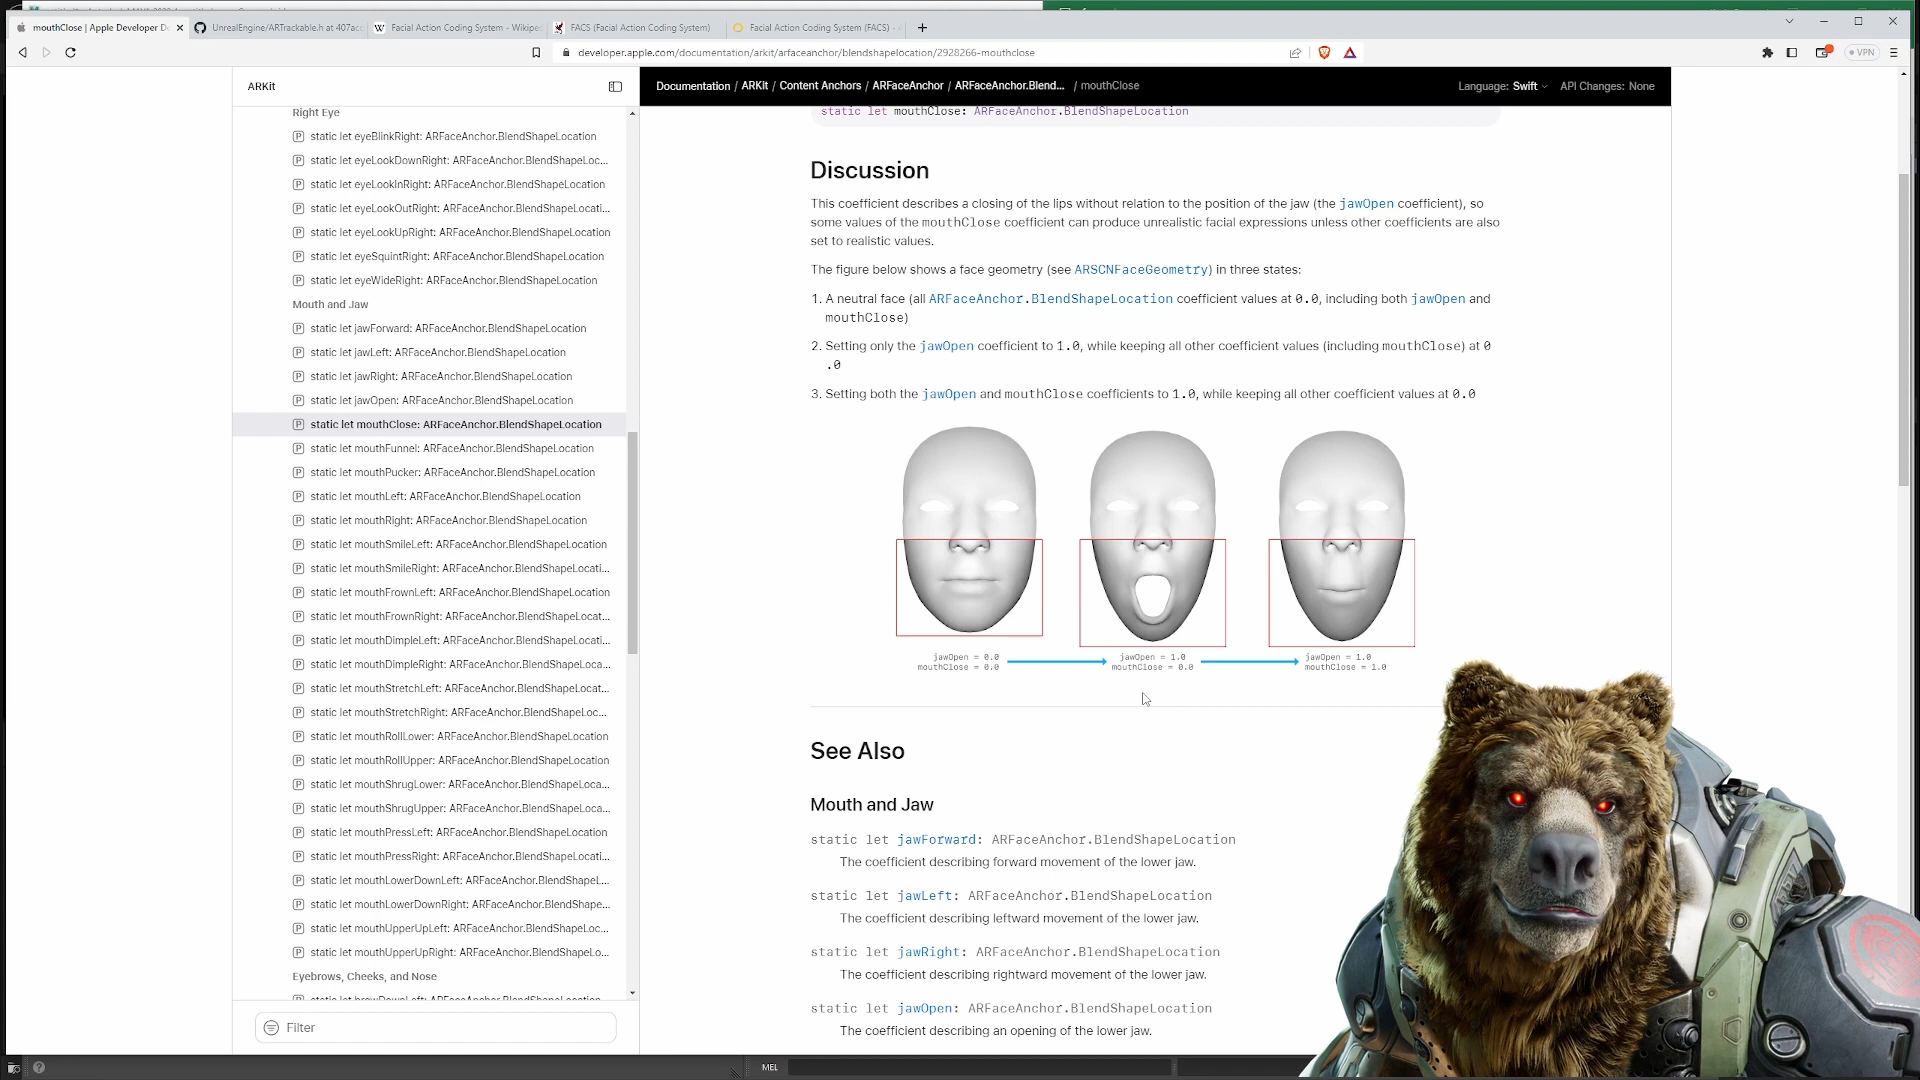 mouthClose | Apple Developer D
UnrealEngine/ARTrackable.h at 407acc
Facial Action Coding System - Wikiped
FACS (Facial Action Coding System)
Facial Action Coding System (FACS) -
developer.apple.com/documentation/arkit/arfaceanchor/blendshapelocation/2928266-mouthclose
VPN
ARKit
Documentation / ARKit / Content Anchors / ARFaceAnchor / ARFaceAnchor.Blend... / mouthClose
Language: Swift
API Changes: None
Right Eye
static let eyeBlinkRight: ARFaceAnchor.BlendShapeLocation
static let eyeLookDownRight: ARFaceAnchor.BlendShapeLoc...
static let eyeLookInRight: ARFaceAnchor.BlendShapeLocation
static let eyeLookOutRight: ARFaceAnchor.BlendShapeLocati...
static let eyeLookUpRight: ARFaceAnchor.BlendShapeLocation
static let eyeSquintRight: ARFaceAnchor.BlendShapeLocation
static let eyeWideRight: ARFaceAnchor.BlendShapeLocation
Mouth and Jaw
static let jawForward: ARFaceAnchor.BlendShapeLocation
static let jawLeft: ARFaceAnchor.BlendShapeLocation
static let jawRight: ARFaceAnchor.BlendShapeLocation
static let jawOpen: ARFaceAnchor.BlendShapeLocation
static let mouthClose: ARFaceAnchor.BlendShapeLocation
static let mouthFunnel: ARFaceAnchor.BlendShapeLocation
static let mouthPucker: ARFaceAnchor.BlendShapeLocation
static let mouthLeft: ARFaceAnchor.BlendShapeLocation
static let mouthRight: ARFaceAnchor.BlendShapeLocation
static let mouthSmileLeft: ARFaceAnchor.BlendShapeLocation
static let mouthSmileRight: ARFaceAnchor.BlendShapeLocati...
static let mouthFrownLeft: ARFaceAnchor.BlendShapeLocation
static let mouthFrownRight: ARFaceAnchor.BlendShapeLocat...
static let mouthDimpleLeft: ARFaceAnchor.BlendShapeLocati...
static let mouthDimpleRight: ARFaceAnchor.BlendShapeLoca...
static let mouthStretchLeft: ARFaceAnchor.BlendShapeLocat...
static let mouthStretchRight: ARFaceAnchor.BlendShapeLoc...
static let mouthRollLower: ARFaceAnchor.BlendShapeLocation
static let mouthRollUpper: ARFaceAnchor.BlendShapeLocation
static let mouthShrugLower: ARFaceAnchor.BlendShapeLoca...
static let mouthShrugUpper: ARFaceAnchor.BlendShapeLoca...
static let mouthPressLeft: ARFaceAnchor.BlendShapeLocation
static let mouthPressRight: ARFaceAnchor.BlendShapeLocati...
static let mouthLowerDownLeft: ARFaceAnchor.BlendShapeL...
static let mouthLowerDownRight: ARFaceAnchor.BlendShape...
static let mouthUpperUpLeft: ARFaceAnchor.BlendShapeLoc...
static let mouthUpperUpRight: ARFaceAnchor.BlendShapeLo...
Eyebrows, Cheeks, and Nose
static let browDownLeft: ARFaceAnchor.BlendShapeLocation
Filter
static let mouthClose: ARFaceAnchor.BlendShapeLocation
Discussion
This coefficient describes a closing of the lips without relation to the position of the jaw (the jawOpen coefficient), so
some values of the mouthClose coefficient can produce unrealistic facial expressions unless other coefficients are also
set to realistic values.
The figure below shows a face geometry (see ARSCNFaceGeometry) in three states:
1. A neutral face (all ARFaceAnchor.BlendShapeLocation coefficient values at 0.0, including both jawOpen and
mouthClose)
2. Setting only the jawOpen coefficient to 1.0, while keeping all other coefficient values (including mouthClose) at 0
.0
3. Setting both the jawOpen and mouthClose coefficients to 1.0, while keeping all other coefficient values at 0.0
jawOpen = 0.0
mouthClose = 0.0
jawOpen = 1.0
mouthClose = 0.0
jawOpen = 1.0
mouthClose = 1.0
See Also
Mouth and Jaw
static let jawForward: ARFaceAnchor.BlendShapeLocation
The coefficient describing forward movement of the lower jaw.
static let jawLeft: ARFaceAnchor.BlendShapeLocation
The coefficient describing leftward movement of the lower jaw.
static let jawRight: ARFaceAnchor.BlendShapeLocation
The coefficient describing rightward movement of the lower jaw.
static let jawOpen: ARFaceAnchor.BlendShapeLocation
The coefficient describing an opening of the lower jaw.
MEL